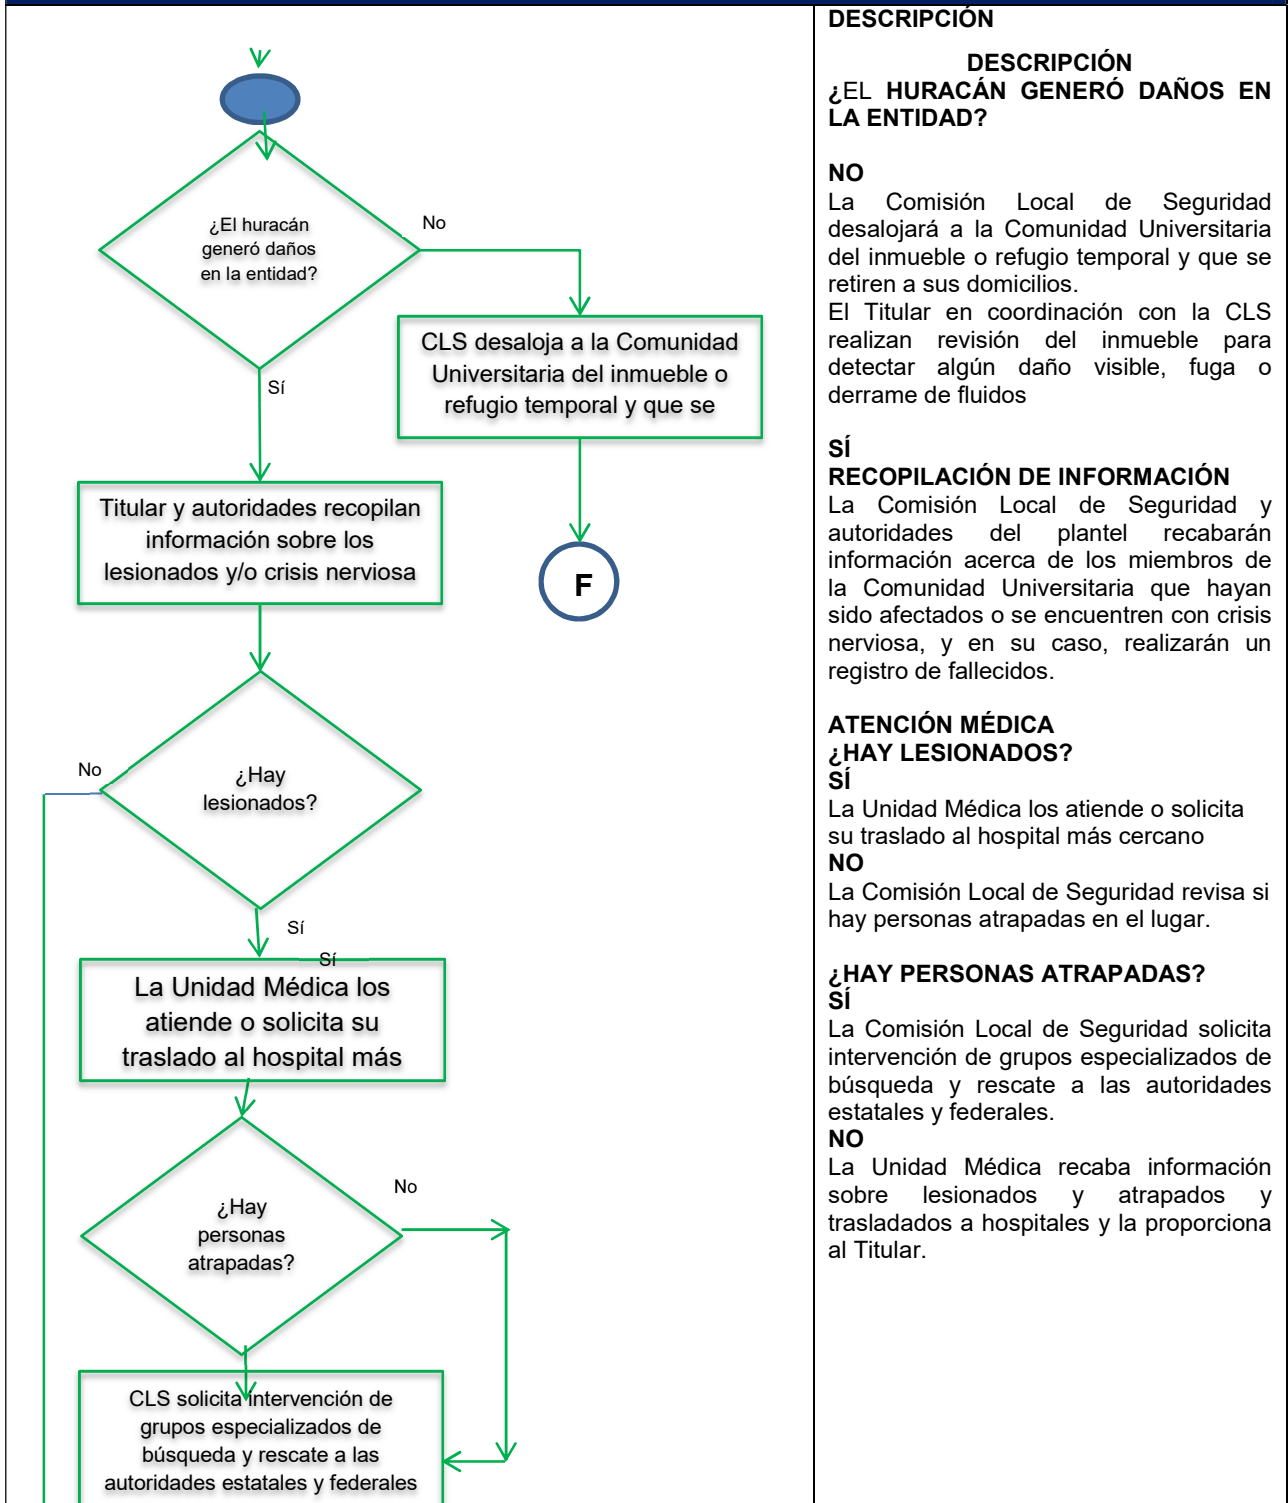 ¿El huracán
generó daños
en la entidad?
No
CLS desaloja a la Comunidad
Universitaria del inmueble o
refugio temporal y que se
Sí
Titular y autoridades recopilan
información sobre los
lesionados y/o crisis nerviosa
F
No
¿Hay
lesionados?
Sí
Sí
La Unidad Médica los
atiende o solicita su
traslado al hospital más
¿Hay
personas
atrapadas?
No
CLS solicita intervención de
grupos especializados de
búsqueda y rescate a las
autoridades estatales y federales
DESCRIPCIÓN
DESCRIPCIÓN
¿EL HURACÁN GENERÓ DAÑOS EN
LA ENTIDAD?
NO
La Comisión Local de Seguridad
desalojará a la Comunidad Universitaria
del inmueble o refugio temporal y que se
retiren a sus domicilios.
El Titular en coordinación con la CLS
realizan revisión del inmueble para
detectar algún daño visible, fuga o
derrame de fluidos
SÍ
RECOPILACIÓN DE INFORMACIÓN
La Comisión Local de Seguridad y
autoridades del plantel recabarán
información acerca de los miembros de
la Comunidad Universitaria que hayan
sido afectados o se encuentren con crisis
nerviosa, y en su caso, realizarán un
registro de fallecidos.
ATENCIÓN MÉDICA
¿HAY LESIONADOS?
SÍ
La Unidad Médica los atiende o solicita
su traslado al hospital más cercano
NO
La Comisión Local de Seguridad revisa si
hay personas atrapadas en el lugar.
¿HAY PERSONAS ATRAPADAS?
SÍ
La Comisión Local de Seguridad solicita
intervención de grupos especializados de
búsqueda y rescate a las autoridades
estatales y federales.
NO
La Unidad Médica recaba información
sobre lesionados y atrapados y
trasladados a hospitales y la proporciona
al Titular.